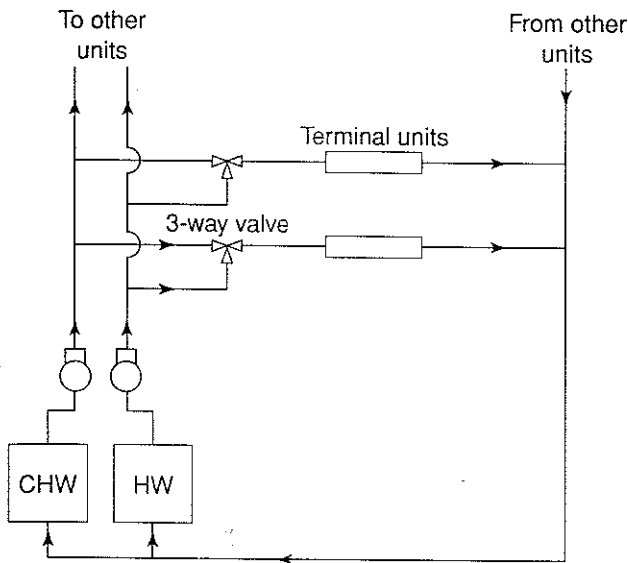 To other
units
From other
units
Terminal units
3-way valve
CHW
HW